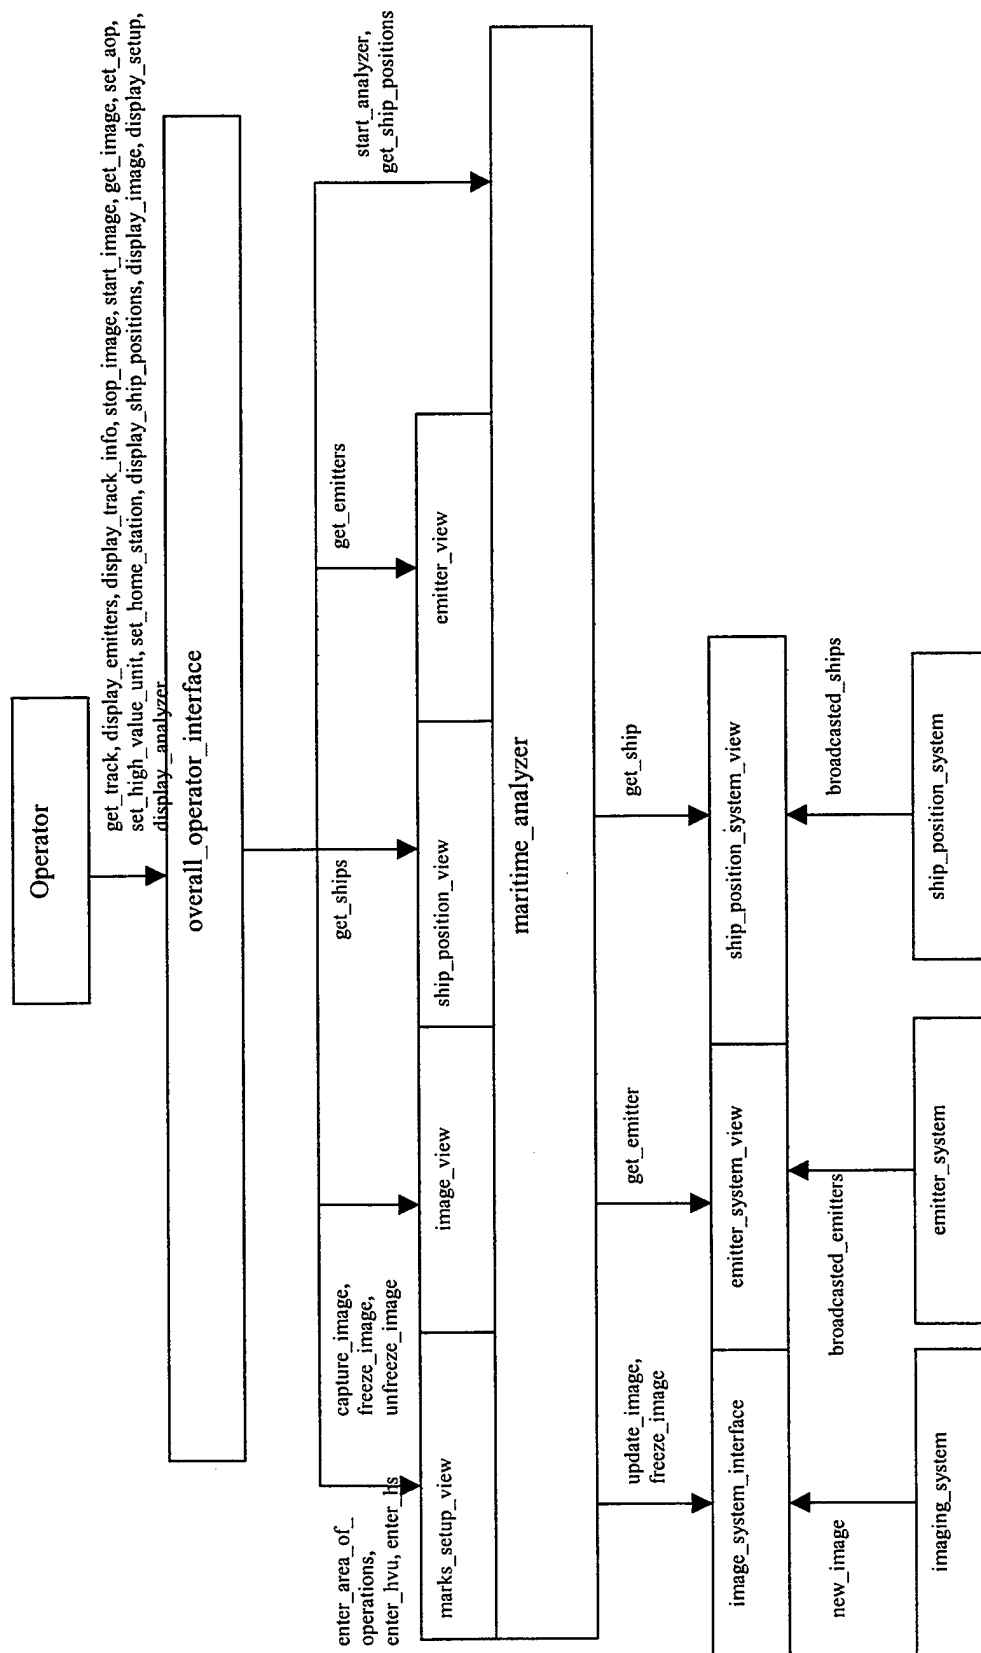 Operator
get_track, display_emitters, display_track_info, stop_image, start_image, get_image, set_aop,
set_high_value_unit, set_home_station, display_ship_positions, display_image, display_setup,
display_analyzer
overall_operator_interface
enter_area_of_
operations,
enter_hvu, enter_hs
capture_image,
freeze_image,
unfreeze_image
get_ships
get_emitters
start_analyzer,
get_ship_positions
marks_setup_view
image_view
ship_position_view
emitter_view
maritime_analyzer
update_image,
freeze_image
get_emitter
get_ship
image_system_interface
emitter_system_view
ship_position_system_view
new_image
broadcasted_emitters
broadcasted_ships
imaging_system
emitter_system
ship_position_system